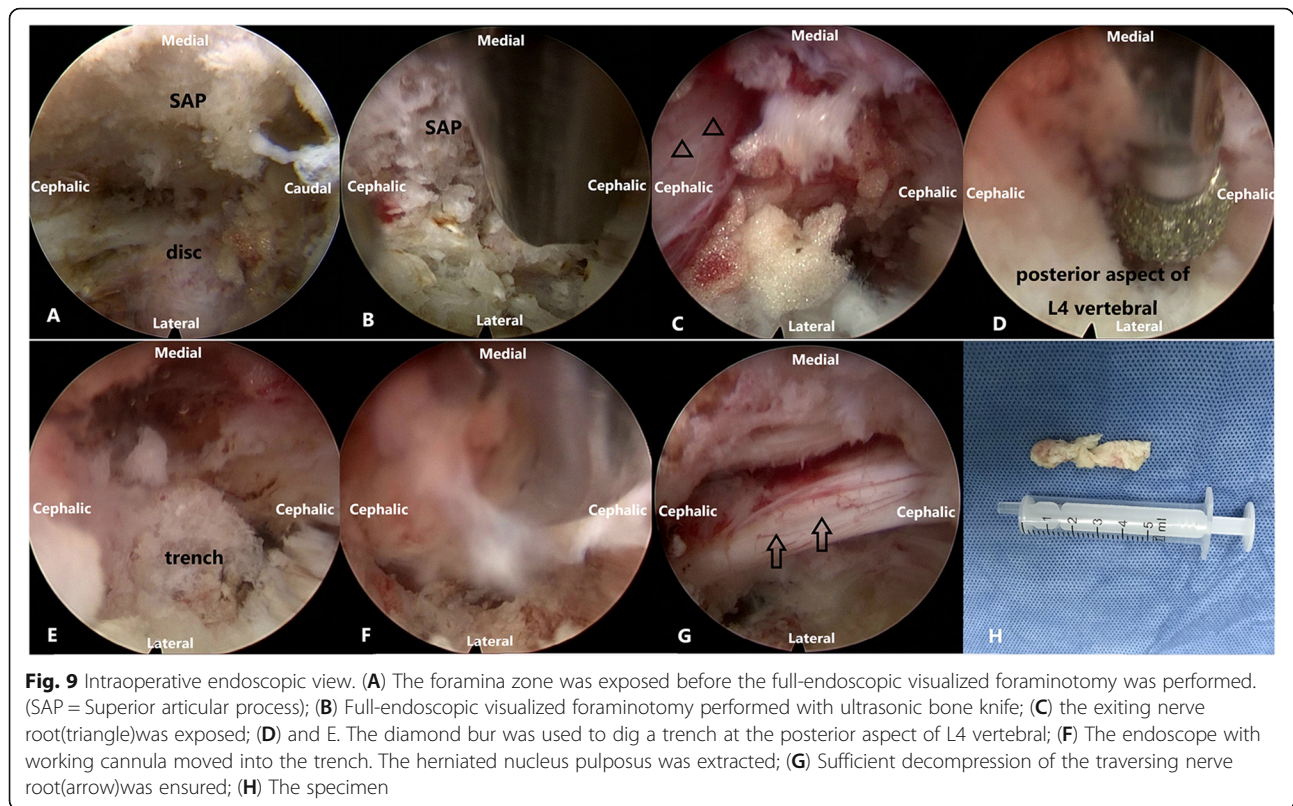 Medial
SAP
Cephalic
Caudal
disc
A
Lateral
Medial
SAP
Cephalic
Cephalic
B
Lateral
Medial
Cephalic
Cephalic
C
Lateral
Medial
Cephalic
Cephalic
posterior aspect of
L4 vertebral
D
Lateral
Medial
Cephalic
Cephalic
trench
E
Lateral
Medial
Cephalic
Cephalic
F
Lateral
Medial
Cephalic
Cephalic
G
Lateral
1 2 3 4 5 ml
H
Fig. 9 Intraoperative endoscopic view. (A) The foramina zone was exposed before the full-endoscopic visualized foraminotomy was performed.
(SAP = Superior articular process); (B) Full-endoscopic visualized foraminotomy performed with ultrasonic bone knife; (C) the exiting nerve
root(triangle)was exposed; (D) and E. The diamond bur was used to dig a trench at the posterior aspect of L4 vertebral; (F) The endoscope with
working cannula moved into the trench. The herniated nucleus pulposus was extracted; (G) Sufficient decompression of the traversing nerve
root(arrow)was ensured; (H) The specimen